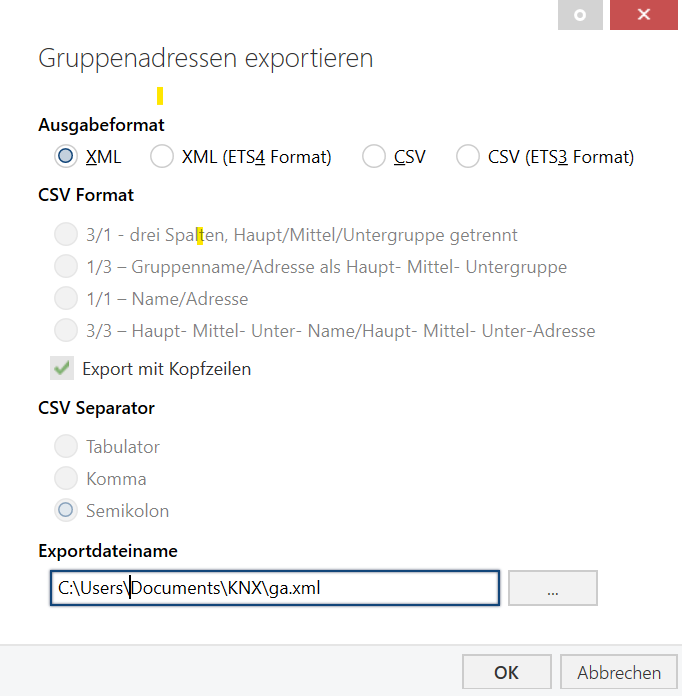 Gruppenadressen exportieren
Ausgabeformat
XML XML (ETS4 Format) CSV CSV (ETS3 Format)
CSV Format
3/1 - drei Spalten, Haupt/Mittel/Untergruppe getrennt
1/3 – Gruppenname/Adresse als Haupt- Mittel- Untergruppe
1/1 – Name/Adresse
3/3 – Haupt- Mittel- Unter- Name/Haupt- Mittel- Unter-Adresse
Export mit Kopfzeilen
CSV Separator
Tabulator
Komma
Semikolon
Exportdateiname
C:\Users\Documents\KNX\ga.xml ...
OK Abbrechen